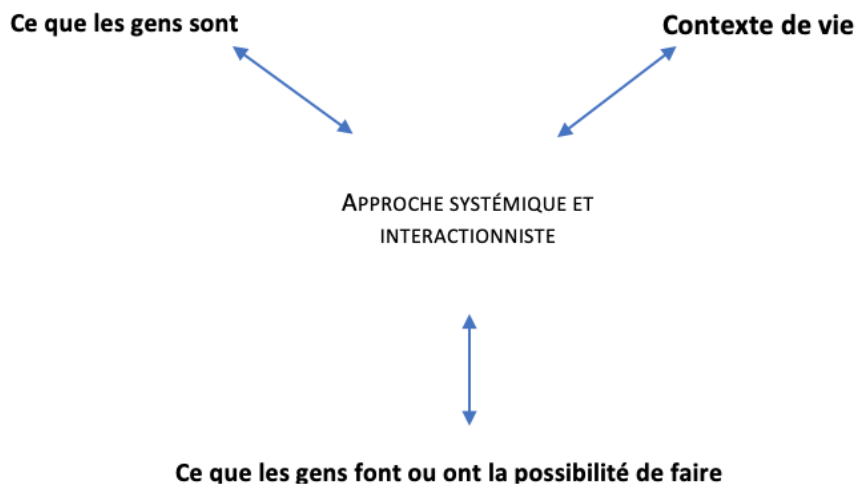 Ce que les gens sont
Contexte de vie
APPROCHE SYSTÉMIQUE ET
INTERACTIONNISTE
Ce que les gens font ou ont la possibilité de faire